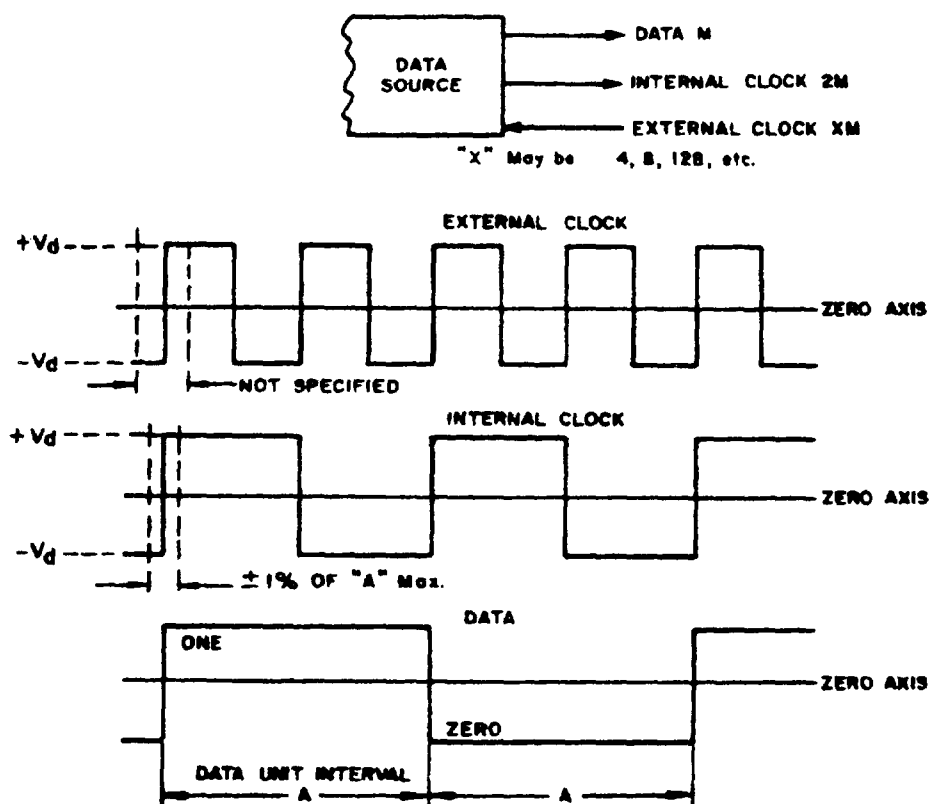 DATA SOURCE
DATA M
INTERNAL CLOCK 2M
EXTERNAL CLOCK XM
"X" May be 4, 8, 128, etc.
EXTERNAL CLOCK
+Vd
ZERO AXIS
-Vd
NOT SPECIFIED
INTERNAL CLOCK
+Vd
ZERO AXIS
-Vd
±1% OF "A" Max.
DATA
ONE
ZERO AXIS
ZERO
DATA UNIT INTERVAL
A
A